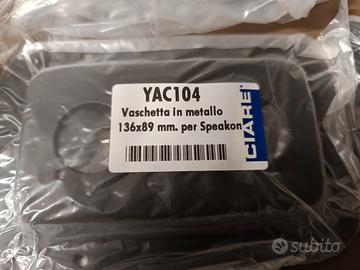 YAC104
Vaschetta in metallo
136x89 mm. per Speakon
CIARE
subito